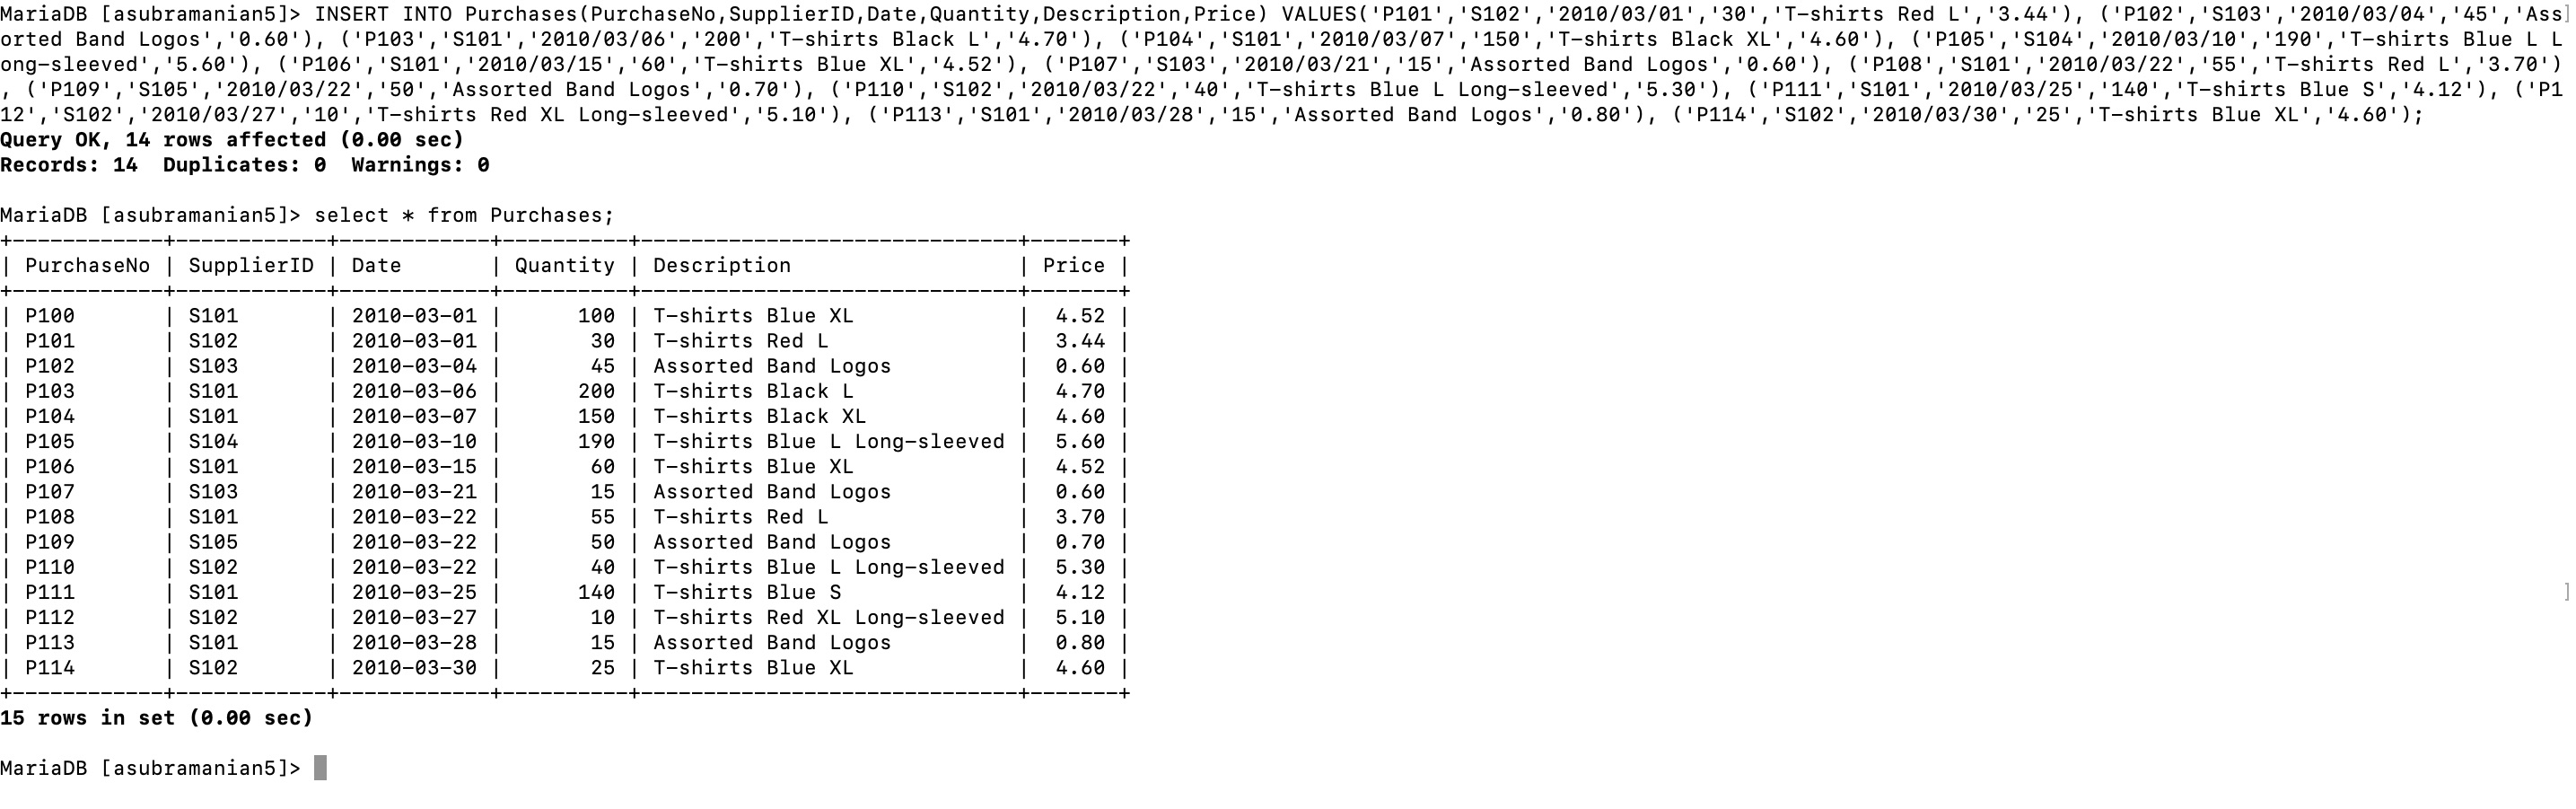 MariaDB [asubramanian5]> INSERT INTO Purchases(PurchaseNo,SupplierID,Date,Quantity,Description,Price) VALUES('P101','S102','2010/03/01','30','T-shirts Red L','3.44'), ('P102','S103','2010/03/04','45','Ass]
orted Band Logos','0.60'), ('P103','S101','2010/03/06','200','T-shirts Black L','4.70'), ('P104','S101','2010/03/07','150','T-shirts Black XL','4.60'), ('P105','S104','2010/03/10','190','T-shirts Blue L L
ong-sleeved','5.60'), ('P106','S101','2010/03/15','60','T-shirts Blue XL','4.52'), ('P107','S103','2010/03/21','15','Assorted Band Logos','0.60'), ('P108','S101','2010/03/22','55','T-shirts Red L','3.70')
, ('P109','S105','2010/03/22','50','Assorted Band Logos','0.70'), ('P110','S102','2010/03/22','40','T-shirts Blue L Long-sleeved','5.30'), ('P111','S101','2010/03/25','140','T-shirts Blue S','4.12'), ('P1
12','S102','2010/03/27','10','T-shirts Red XL Long-sleeved','5.10'), ('P113','S101','2010/03/28','15','Assorted Band Logos','0.80'), ('P114','S102','2010/03/30','25','T-shirts Blue XL','4.60');
Query OK, 14 rows affected (0.00 sec)
Records: 14  Duplicates: 0  Warnings: 0
MariaDB [asubramanian5]> select * from Purchases;
+------------+------------+------------+----------+------------------------------+-------+
| PurchaseNo | SupplierID | Date       | Quantity | Description                  | Price |
+------------+------------+------------+----------+------------------------------+-------+
| P100       | S101       | 2010-03-01 |      100 | T-shirts Blue XL             |  4.52 |
| P101       | S102       | 2010-03-01 |       30 | T-shirts Red L               |  3.44 |
| P102       | S103       | 2010-03-04 |       45 | Assorted Band Logos          |  0.60 |
| P103       | S101       | 2010-03-06 |      200 | T-shirts Black L             |  4.70 |
| P104       | S101       | 2010-03-07 |      150 | T-shirts Black XL            |  4.60 |
| P105       | S104       | 2010-03-10 |      190 | T-shirts Blue L Long-sleeved |  5.60 |
| P106       | S101       | 2010-03-15 |       60 | T-shirts Blue XL             |  4.52 |
| P107       | S103       | 2010-03-21 |       15 | Assorted Band Logos          |  0.60 |
| P108       | S101       | 2010-03-22 |       55 | T-shirts Red L               |  3.70 |
| P109       | S105       | 2010-03-22 |       50 | Assorted Band Logos          |  0.70 |
| P110       | S102       | 2010-03-22 |       40 | T-shirts Blue L Long-sleeved |  5.30 |
| P111       | S101       | 2010-03-25 |      140 | T-shirts Blue S              |  4.12 | ]
| P112       | S102       | 2010-03-27 |       10 | T-shirts Red XL Long-sleeved |  5.10 |
| P113       | S101       | 2010-03-28 |       15 | Assorted Band Logos          |  0.80 |
| P114       | S102       | 2010-03-30 |       25 | T-shirts Blue XL             |  4.60 |
+------------+------------+------------+----------+------------------------------+-------+
15 rows in set (0.00 sec)
MariaDB [asubramanian5]>